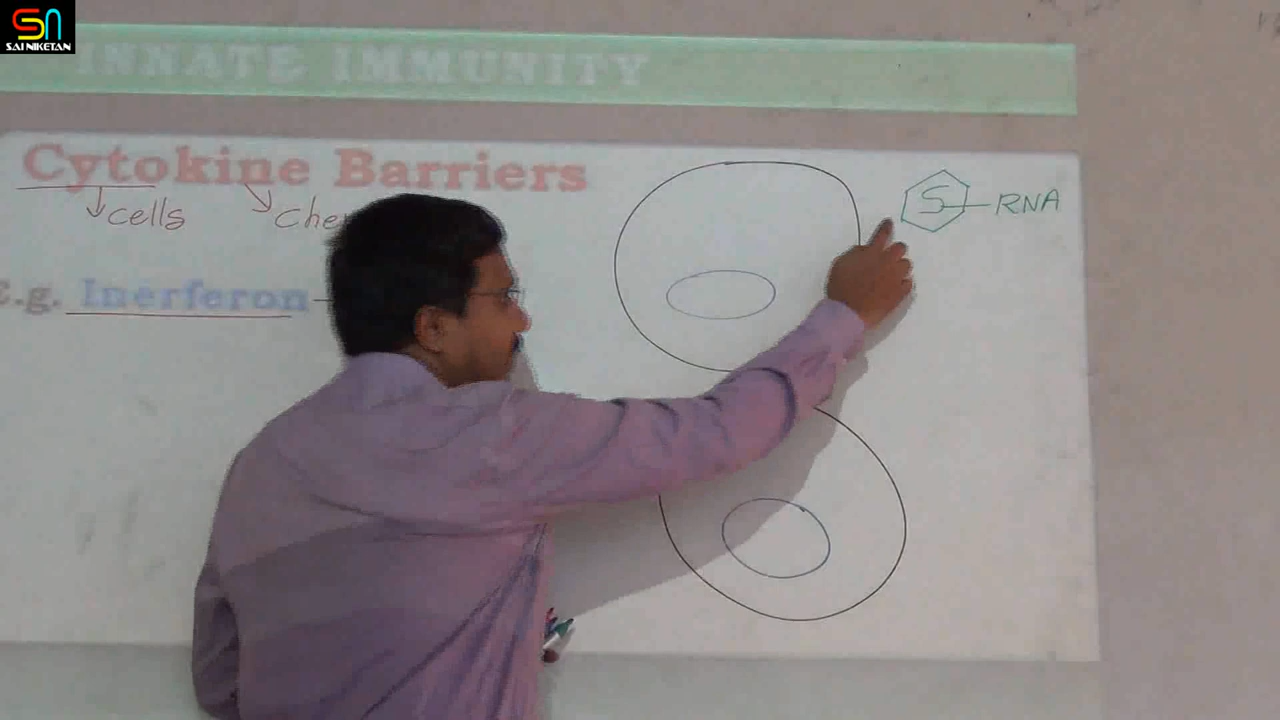 SN
SAI NIKETAN
INNATE IMMUNITY
Cytokine Barriers
cells
RNA
E.g. Inerferon